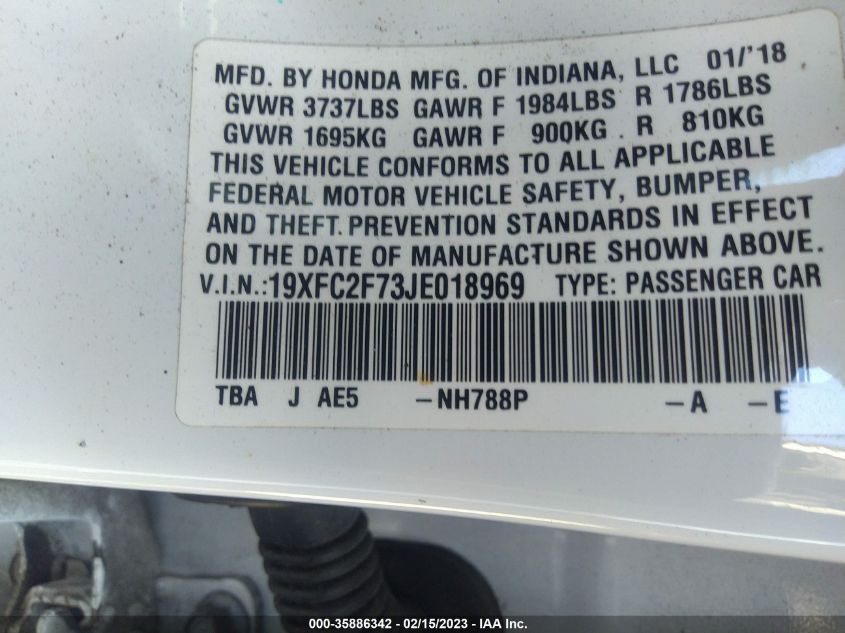 MFD. BY HONDA MFG. OF INDIANA, LLC 01/'18
GVWR 3737LBS GAWR F 1984LBS R 1786LBS
GVWR 1695KG GAWR F 900KG . R 810KG
THIS VEHICLE CONFORMS TO ALL APPLICABLE
FEDERAL MOTOR VEHICLE SAFETY, BUMPER,
AND THEFT PREVENTION STANDARDS IN EFFECT
ON THE DATE OF MANUFACTURE SHOWN ABOVE.
V.I.N.:19XFC2F73JE018969 TYPE: PASSENGER CAR
TBA J AE5 –NH788P –A –E
000-35886342 - 02/15/2023 - IAA Inc.